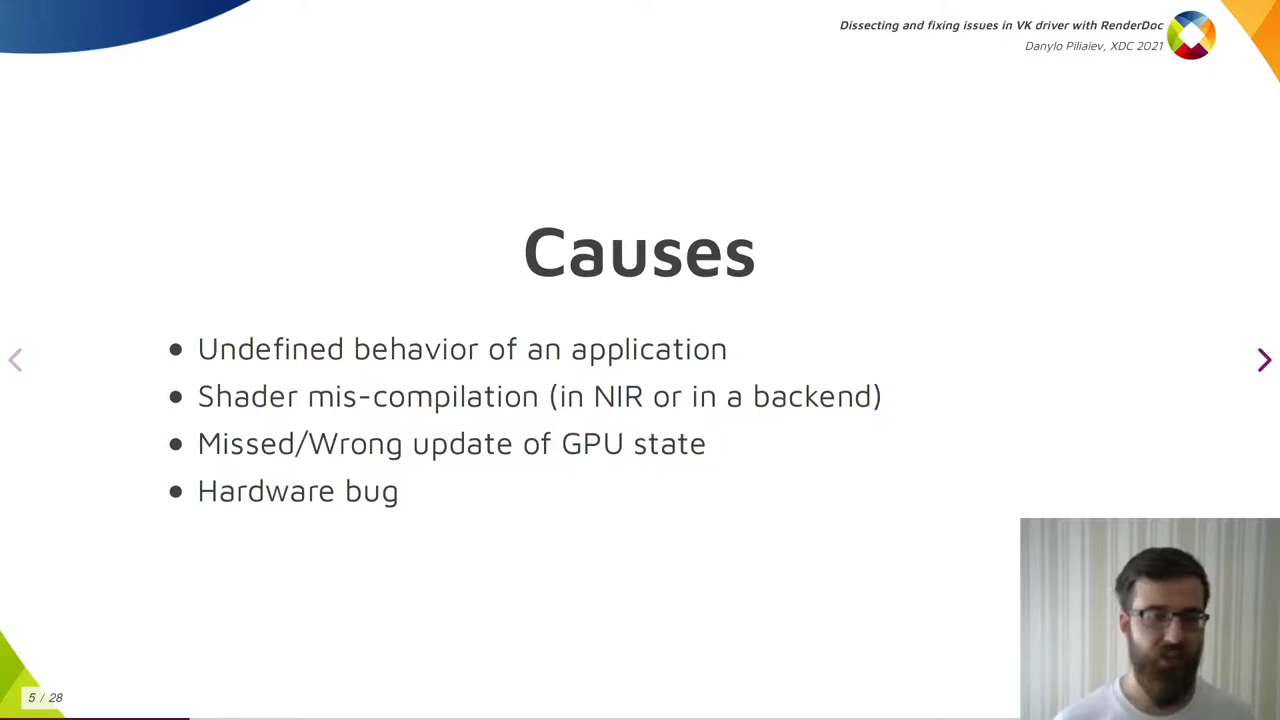 Dissecting and fixing issues in VK driver with RenderDoc
Danylo Piliaiev, XDC 2021
Causes
Undefined behavior of an application
Shader mis-compilation (in NIR or in a backend)
Missed/Wrong update of GPU state
Hardware bug
5 / 28